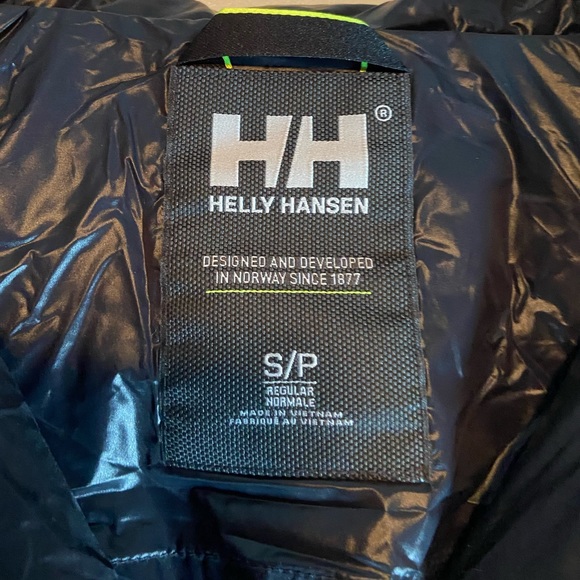 HH®
HELLY HANSEN
DESIGNED AND DEVELOPED
IN NORWAY SINCE 1877
S/P
REGULAR
NORMALE
MADE IN VIETNAM
FABRIQUÉ AU VIETNAM